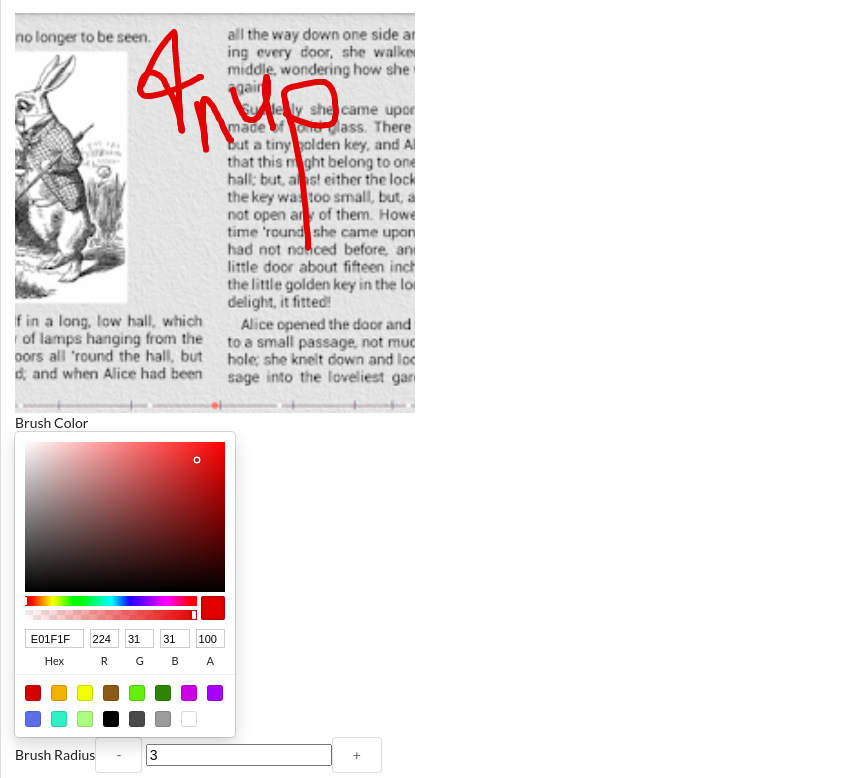 no longer to be seen.
f in a long, low hall, which
of lamps hanging from the
oors all 'round the hall, but
d; and when Alice had been
all the way down one side
ing every door, she walke
middle, wondering how she
again
Suddenly she came upon
made of solid glass. There
but a tiny golden key, and Al
that this might belong to one
hall; but, alas! either the lock
the key was too small, but, a
not open any of them. Howe
time 'round, she came upon
had not noticed before, and
little door about fifteen inch
the little golden key in the lo
delight, it fitted!
Alice opened the door and
to a small passage, not muc
hole; she knelt down and loo
sage into the loveliest gar
Brush Color
E01F1F 224 31 31 100
Hex R G B A
Brush Radius - 3 +